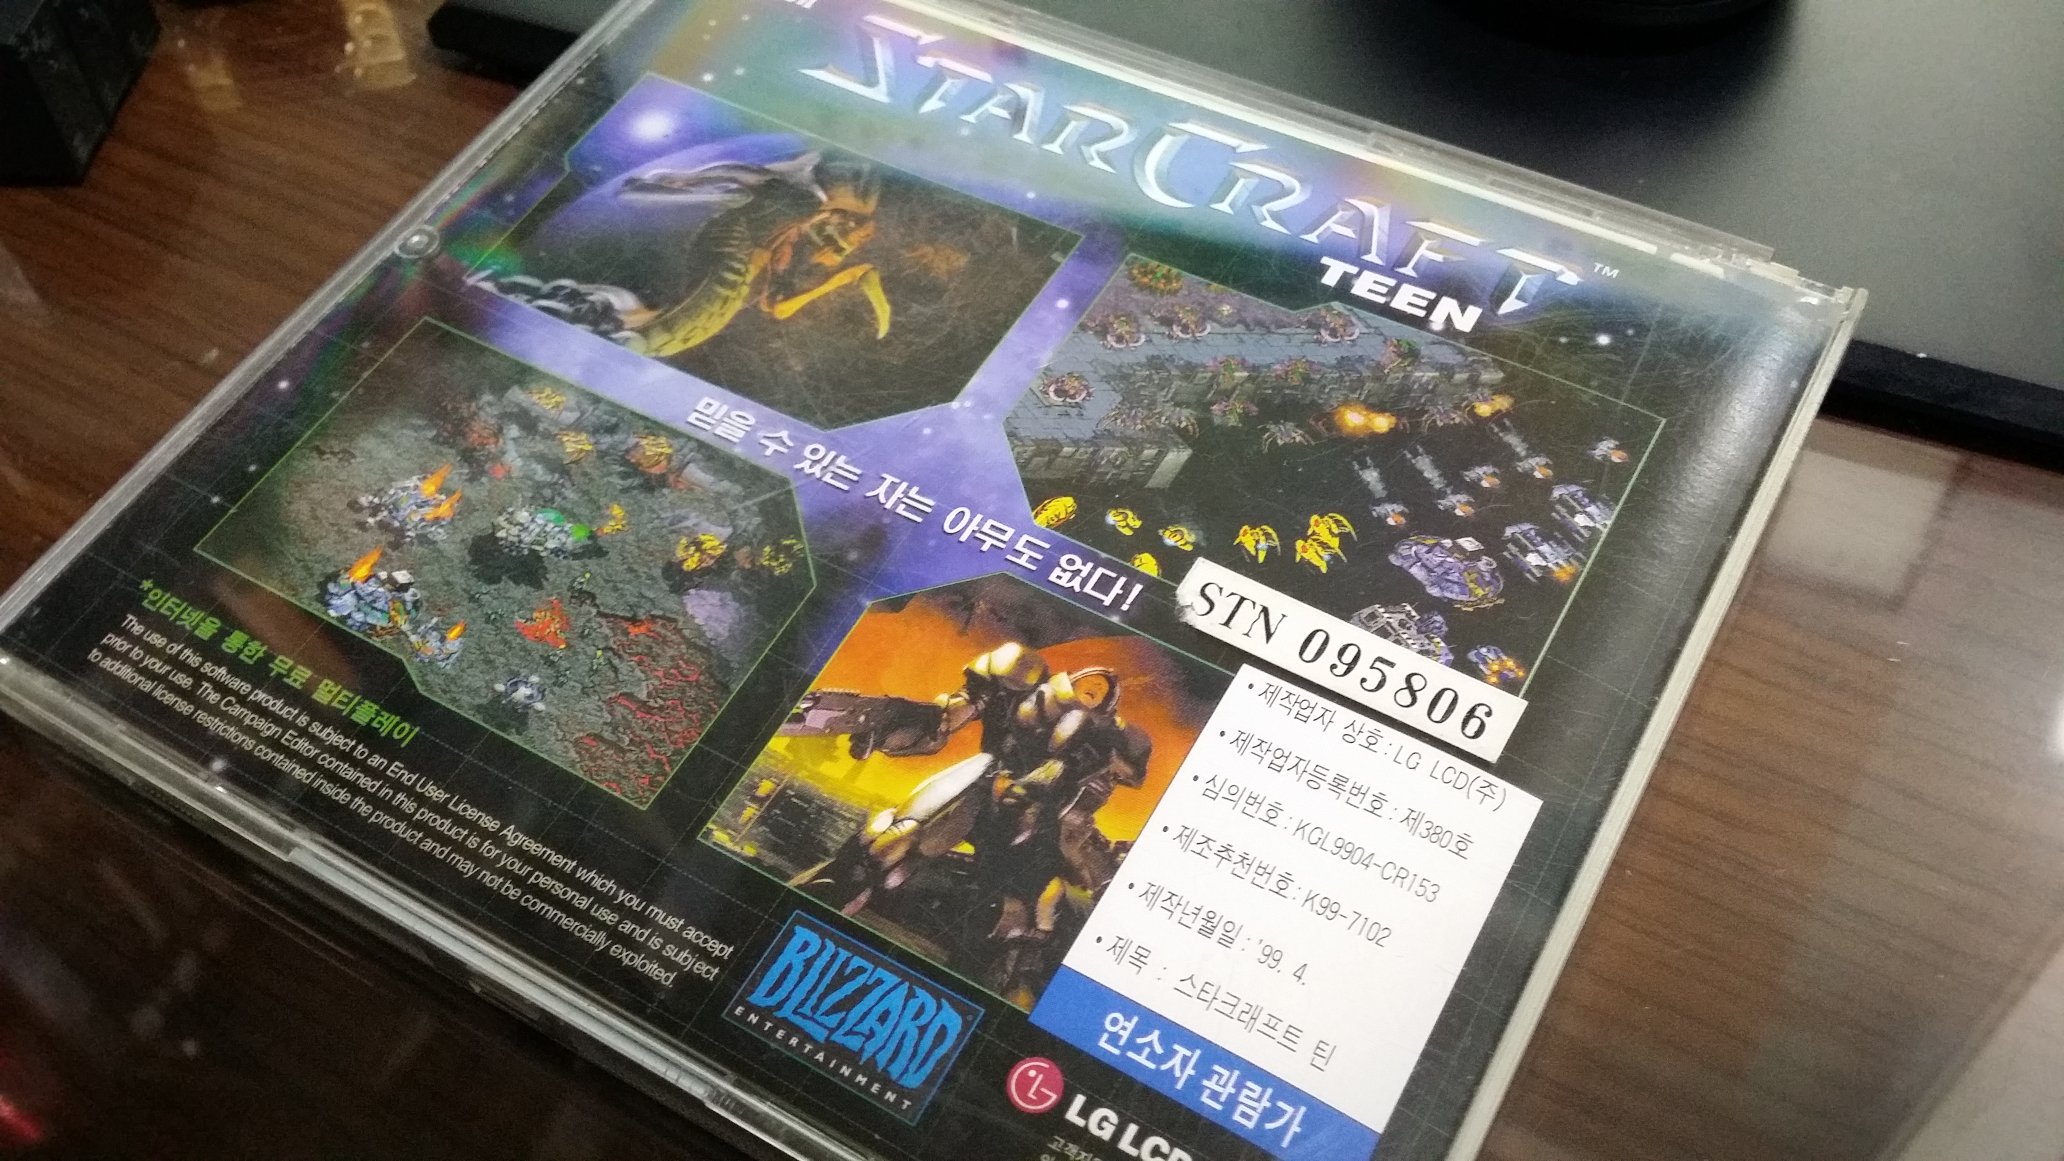 STARCRAFT™
TEEN
믿을 수 있는 자는 아무도 없다!
STN 095806
• 제작업자 상호 : LG LCD(주)
• 제작업자등록번호 : 제380호
• 심의번호 : KGL9904-CR153
• 제조추천번호 : K99-7102
• 제작년월일 : '99. 4.
• 제목 : 스타크래프트 틴
연소자 관람가
*인터넷을 통한 무료 멀티플레이
The use of this software product is subject to an End User License Agreement which you must accept
prior to your use. The Campaign Editor contained in this product is for your personal use and is subject
to additional license restrictions contained inside the product and may not be commercially exploited.
BLIZZARD
ENTERTAINMENT
LG LCD